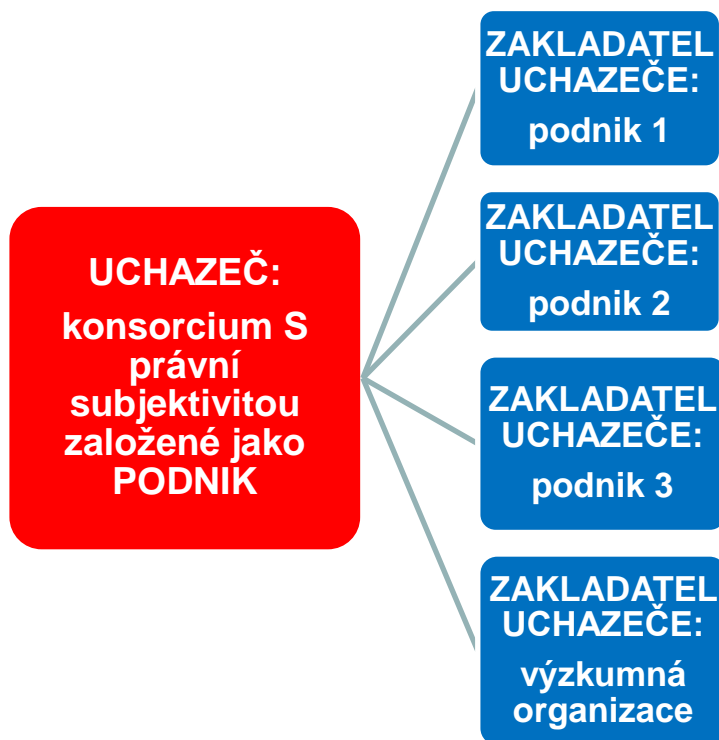 UCHAZEČ:
konsorcium S
právní
subjektivitou
založené jako
PODNIK
ZAKLADATEL
UCHAZEČE:
podnik 1
ZAKLADATEL
UCHAZEČE:
podnik 2
ZAKLADATEL
UCHAZEČE:
podnik 3
ZAKLADATEL
UCHAZEČE:
výzkumná
organizace